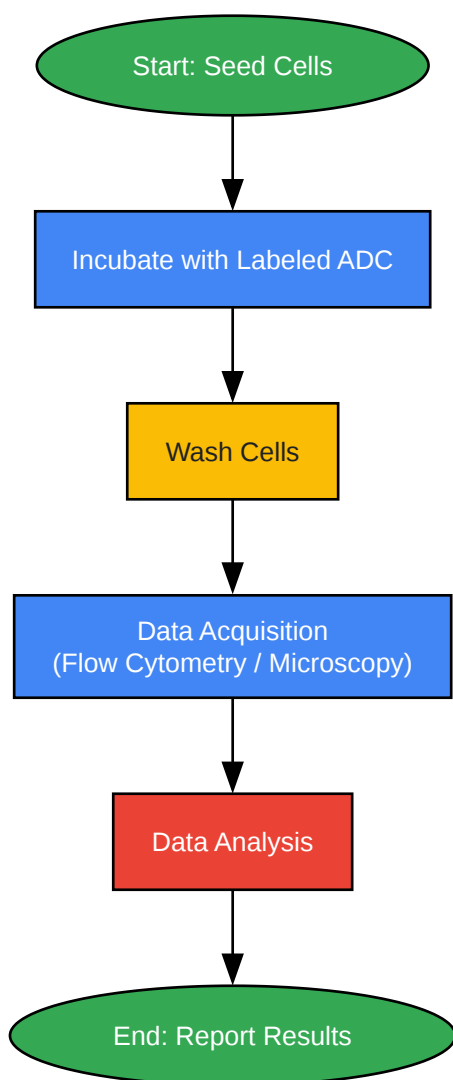 Start: Seed Cells
Incubate with Labeled ADC
Wash Cells
Data Acquisition
(Flow Cytometry / Microscopy)
Data Analysis
End: Report Results